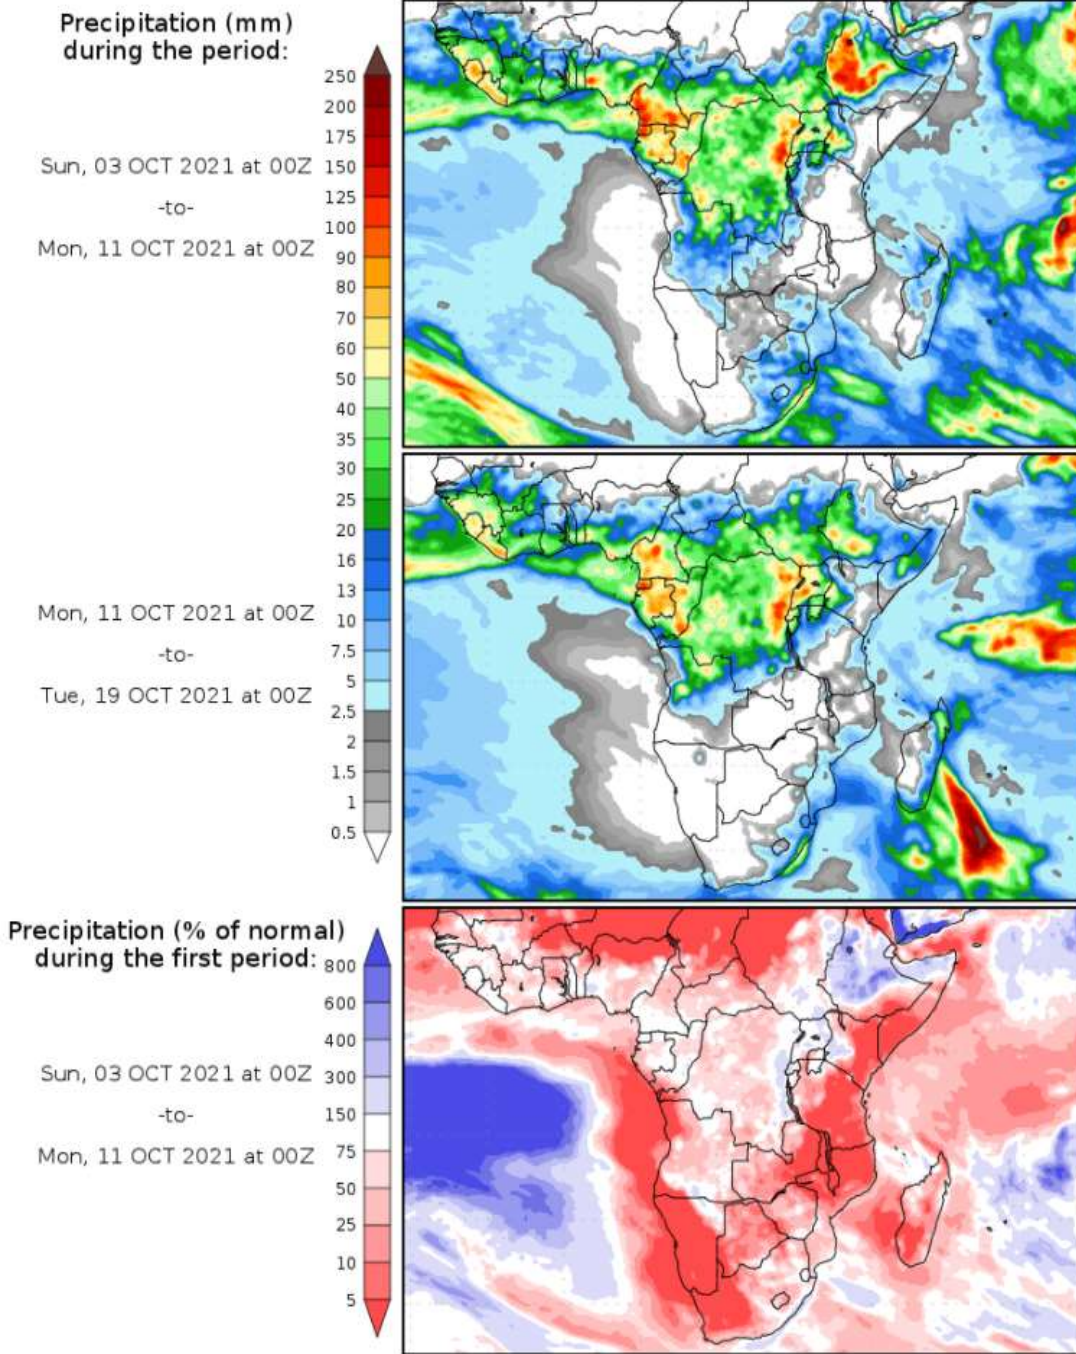 Precipitation (mm)
during the period:
250
200
175
Sun, 03 OCT 2021 at 00Z
150
125
-to-
100
Mon, 11 OCT 2021 at 00Z
90
80
70
60
50
40
35
30
25
20
16
13
Mon, 11 OCT 2021 at 00Z
10
-to-
7.5
5
Tue, 19 OCT 2021 at 00Z
2.5
2
1.5
1
0.5
Precipitation (% of normal)
during the first period:
800
600
400
Sun, 03 OCT 2021 at 00Z
300
-to-
150
Mon, 11 OCT 2021 at 00Z
75
50
25
10
5